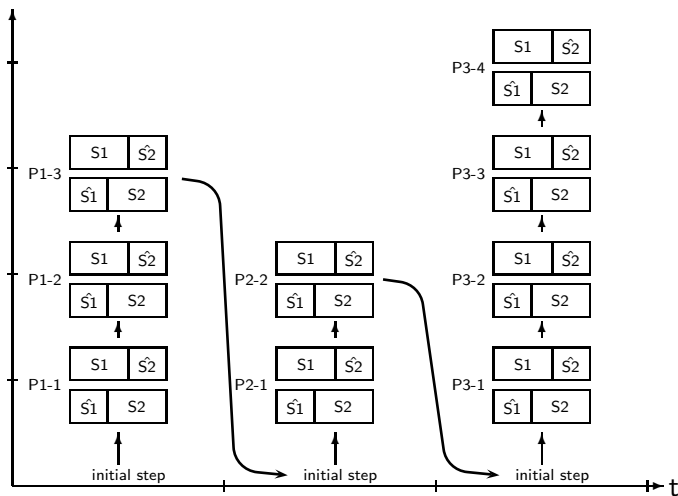 S1 Ŝ2
P3-4
Ŝ1 S2
S1 Ŝ2 S1 Ŝ2
P1-3 P3-3
Ŝ1 S2 Ŝ1 S2
S1 Ŝ2 S1 Ŝ2 S1 Ŝ2
P1-2 P2-2 P3-2
Ŝ1 S2 Ŝ1 S2 Ŝ1 S2
S1 Ŝ2 S1 Ŝ2 S1 Ŝ2
P1-1 P2-1 P3-1
Ŝ1 S2 Ŝ1 S2 Ŝ1 S2
initial step initial step initial step
t